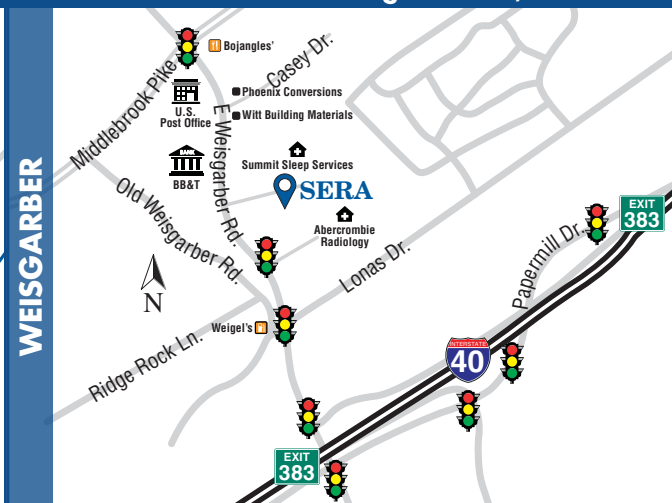 Bojangles'
Middlebrook Pike
Casey Dr.
U.S.
Post Office
Phoenix Conversions
Witt Building Materials
E Weisgarber Rd.
BANK
BB&T
Summit Sleep Services
SERA
Old Weisgarber Rd.
Abercrombie
Radiology
WEISGARBER
N
Lonas Dr.
Papermill Dr.
EXIT
383
Weigel's
Ridge Rock Ln.
INTERSTATE
40
EXIT
383